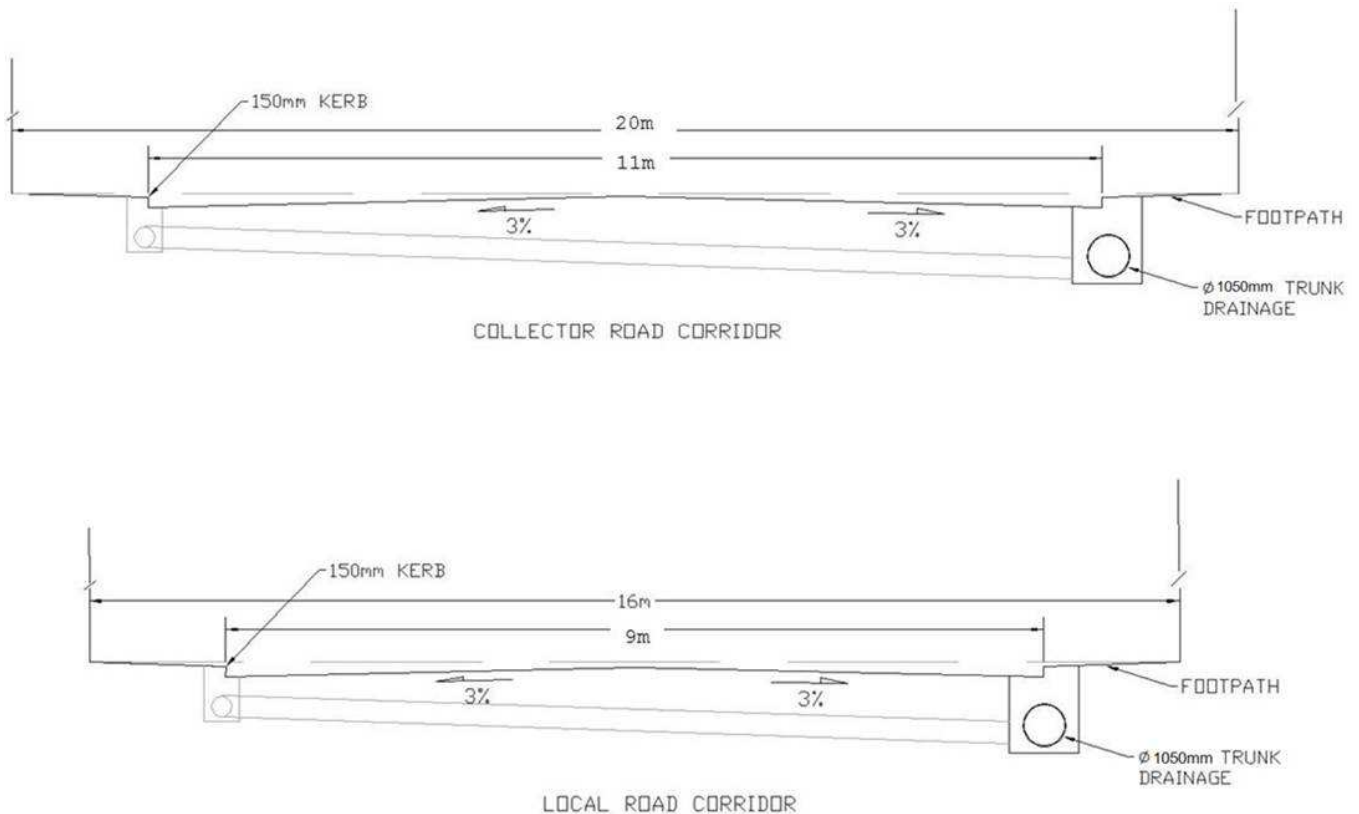 150mm KERB
20m
11m
3%
3%
FOOTPATH
ϕ 1050mm TRUNK
DRAINAGE
COLLECTOR ROAD CORRIDOR
150mm KERB
16m
9m
3%
3%
FOOTPATH
ϕ 1050mm TRUNK
DRAINAGE
LOCAL ROAD CORRIDOR